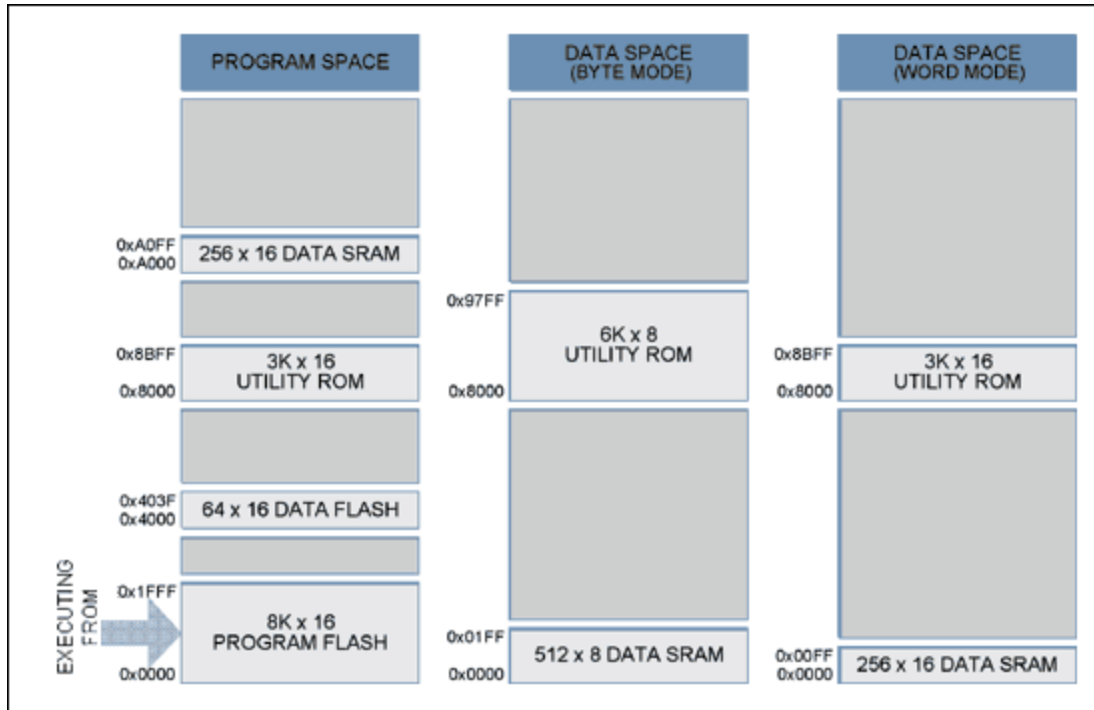 PROGRAM SPACE
0xA0FF
0xA000
256 x 16 DATA SRAM
0x8BFF
0x8000
3K x 16
UTILITY ROM
0x403F
0x4000
64 x 16 DATA FLASH
EXECUTING
FROM
0x1FFF
0x0000
8K x 16
PROGRAM FLASH
DATA SPACE
(BYTE MODE)
0x97FF
0x8000
6K x 8
UTILITY ROM
0x01FF
0x0000
512 x 8 DATA SRAM
DATA SPACE
(WORD MODE)
0x8BFF
0x8000
3K x 16
UTILITY ROM
0x00FF
0x0000
256 x 16 DATA SRAM